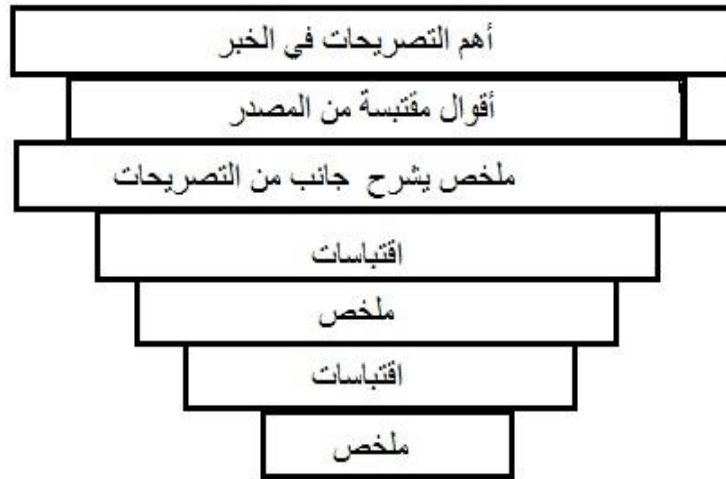 أهم التصريحات في الخبر
أقوال مقتبسة من المصدر
ملخص يشرح جانب من التصريحات
اقتباسات
ملخص
اقتباسات
ملخص